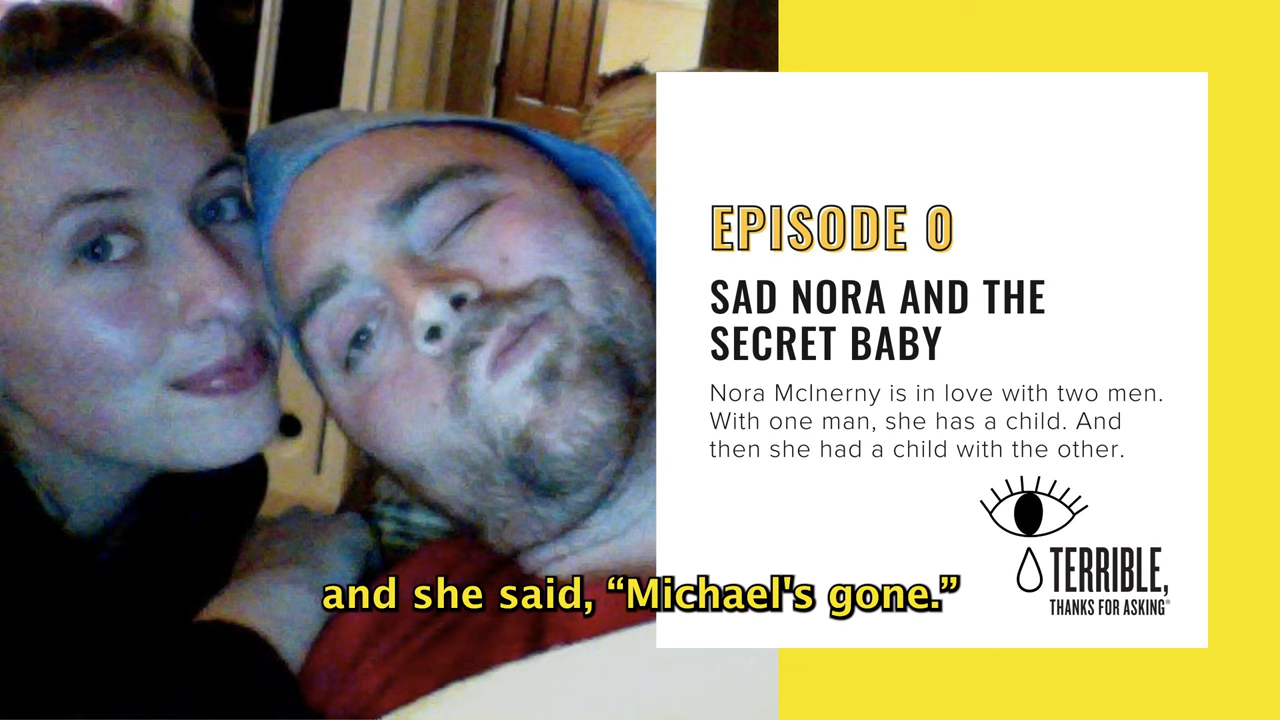 EPISODE 0
SAD NORA AND THE
SECRET BABY
Nora McInerny is in love with two men.
With one man, she has a child. And
then she had a child with the other.
TERRIBLE,
THANKS FOR ASKING®
and she said, “Michael's gone.”